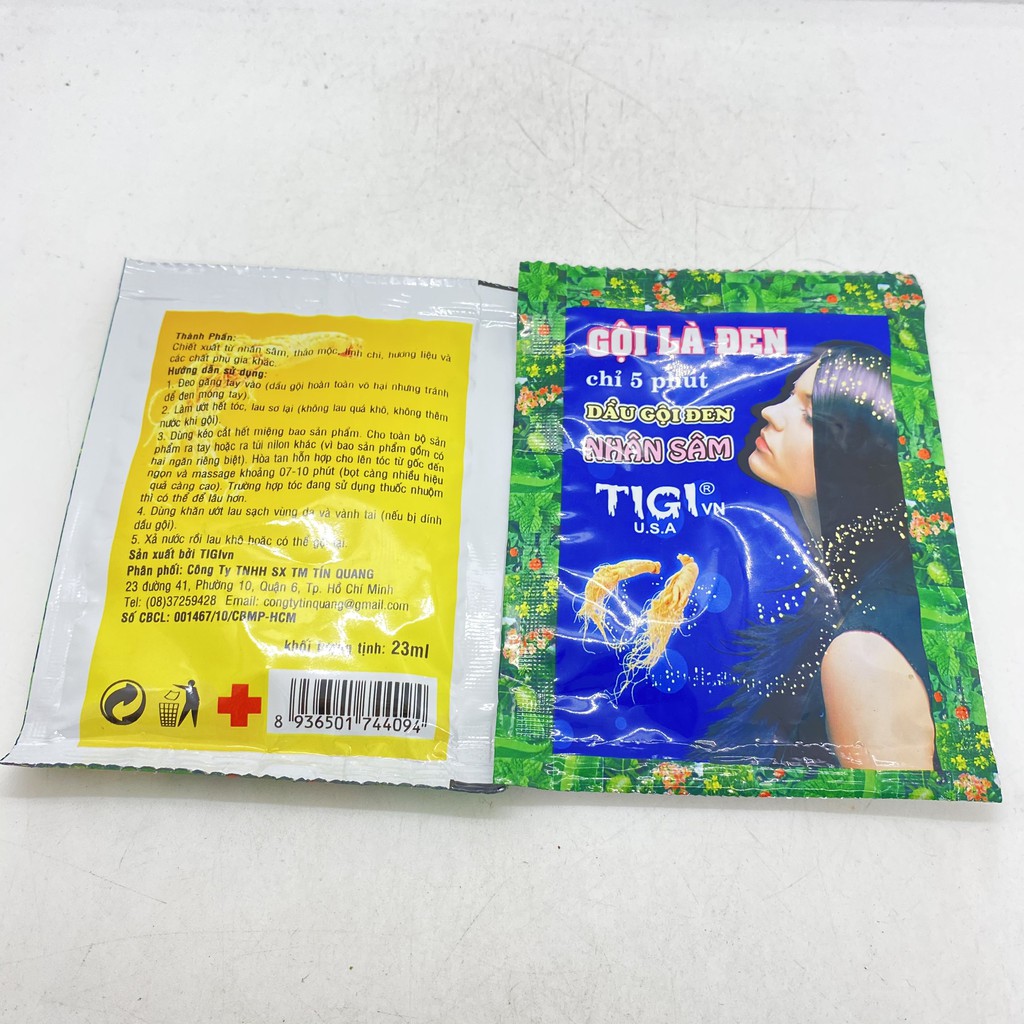 Thành Phần:
Chiết xuất từ nhân sâm, thảo mộc, linh chi, hương liệu và
các chất phụ gia khác.
Hướng dẫn sử dụng:
1. Đeo găng tay vào (dầu gội hoàn toàn vô hại nhưng tránh
để đen móng tay).
2. Làm ướt hết tóc, lau sơ lại (không lau quá khô, không thêm
nước khi gội)
3. Dùng kéo cắt hết miệng bao sản phẩm. Cho toàn bộ sản
phẩm ra tay hoặc ra túi nilon khác (vì bao sản phẩm gồm có
hai ngăn riêng biệt). Hòa tan hỗn hợp cho lên tóc từ gốc đến
ngọn và massage khoảng 07-10 phút (bọt càng nhiều hiệu
quả càng cao). Trường hợp tóc đang sử dụng thuốc nhuộm
thì có thể để lâu hơn.
4. Dùng khăn ướt lau sạch vùng da và vành tai (nếu bị dính
dầu gội).
5. Xả nước rồi lau khô hoặc có thể gội lại.
Sản xuất bởi TIGIvn
Phân phối: Công Ty TNHH SX TM TÍN QUANG
23 đường 41, Phường 10, Quận 6, Tp. Hồ Chí Minh
Tel: (08)37259428 Email: congtytinquang@gmail.com
Số CBCL: 001467/10/CBMP-HCM
khối lượng tịnh: 23ml
8 936501 744094
GỘI LÀ ĐEN
chỉ 5 phút
DẦU GỘI ĐEN
NHÂN SÂM
TIGI® VN
U.S.A